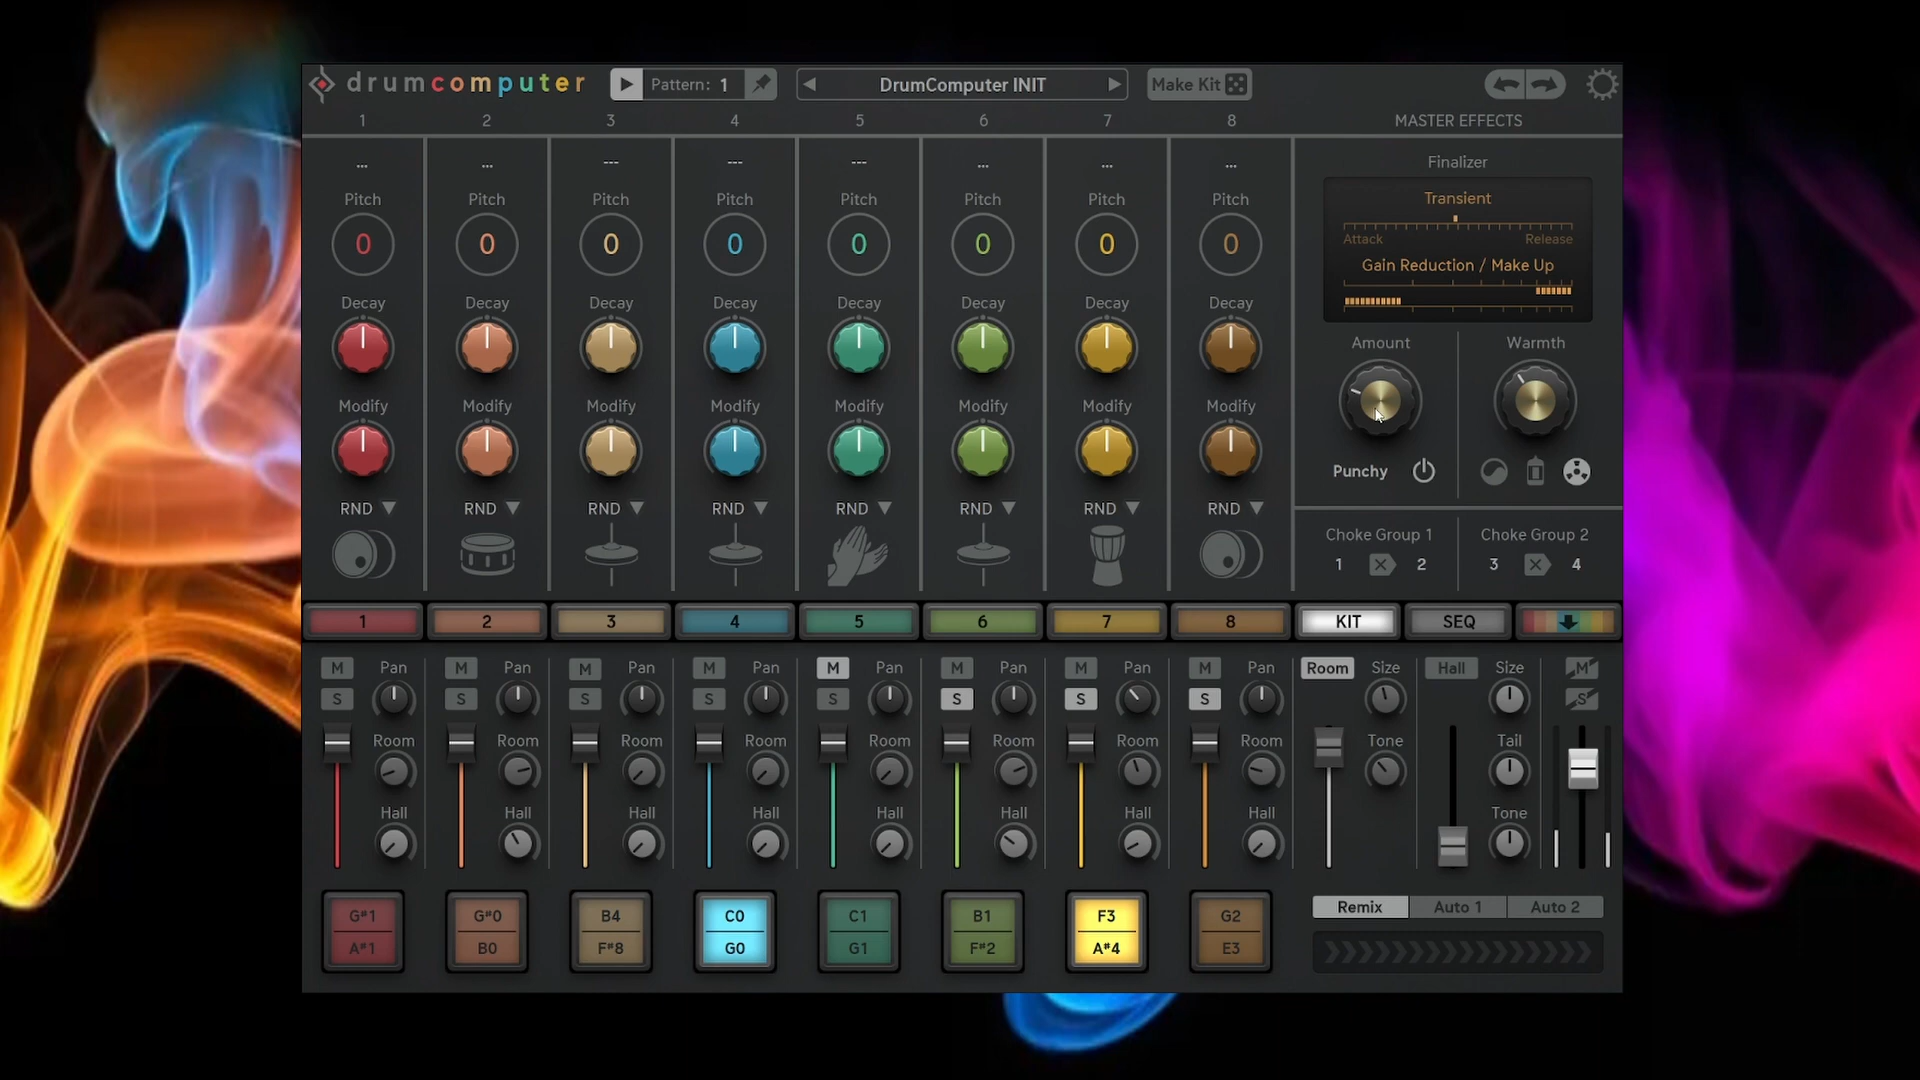 drumcomputer
Pattern: 1
DrumComputer INIT
Make Kit
1 2 3 4 5 6 7 8 MASTER EFFECTS
... ... --- --- --- ... ... ...
Finalizer
Pitch Pitch Pitch Pitch Pitch Pitch Pitch Pitch
0 0 0 0 0 0 0 0
Transient
Attack Release
Gain Reduction / Make Up
Decay Decay Decay Decay Decay Decay Decay Decay
Amount Warmth
Modify Modify Modify Modify Modify Modify Modify Modify
Punchy
RND RND RND RND RND RND RND RND
Choke Group 1 Choke Group 2
1 2 3 4
1 2 3 4 5 6 7 8 KIT SEQ
M Pan M Pan M Pan M Pan M Pan M Pan M Pan M Pan Room Size Hall Size M
S S S S S S S S S
Room Room Room Room Room Room Room Room Tone Tail
Hall Hall Hall Hall Hall Hall Hall Hall Tone
G#1 G#0 B4 C0 C1 B1 F3 G2
A#1 B0 F#8 G0 G1 F#2 A#4 E3
Remix Auto 1 Auto 2